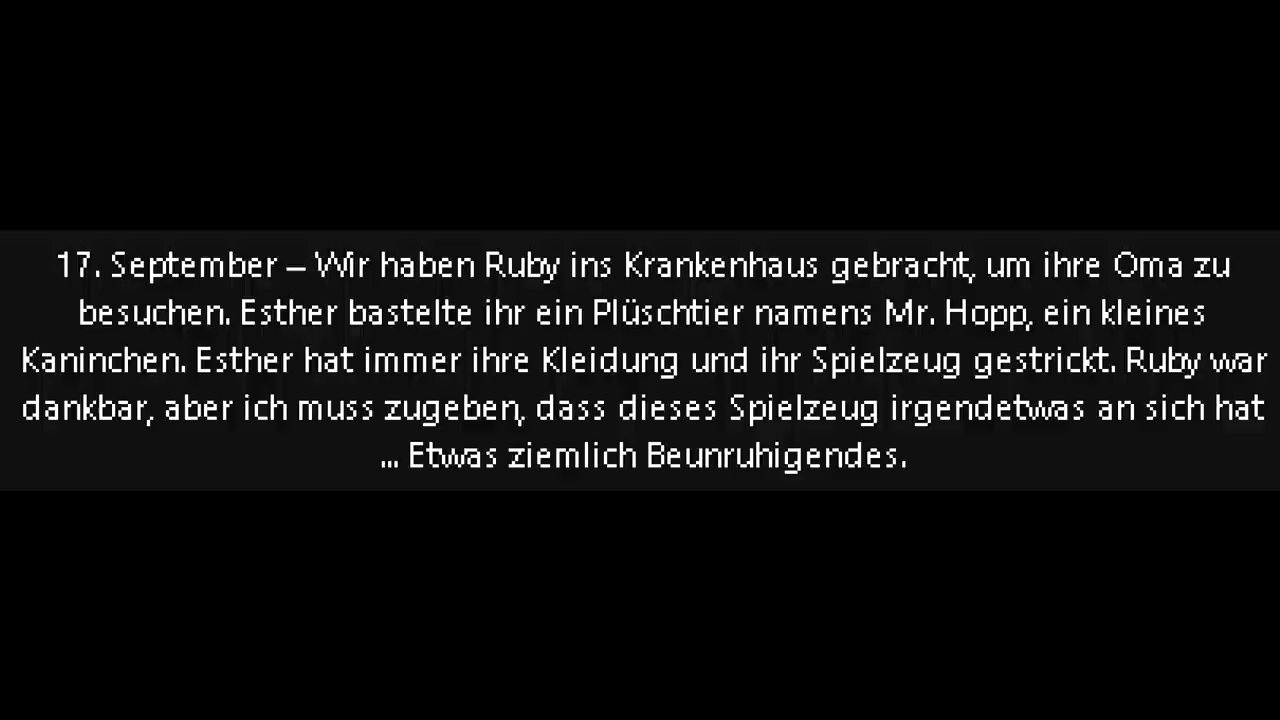 17. September – Wir haben Ruby ins Krankenhaus gebracht, um ihre Oma zu
besuchen. Esther bastelte ihr ein Plüschtier namens Mr. Hopp, ein kleines
Kaninchen. Esther hat immer ihre Kleidung und ihr Spielzeug gestrickt. Ruby war
dankbar, aber ich muss zugeben, dass dieses Spielzeug irgendetwas an sich hat
... Etwas ziemlich Beunruhigendes.